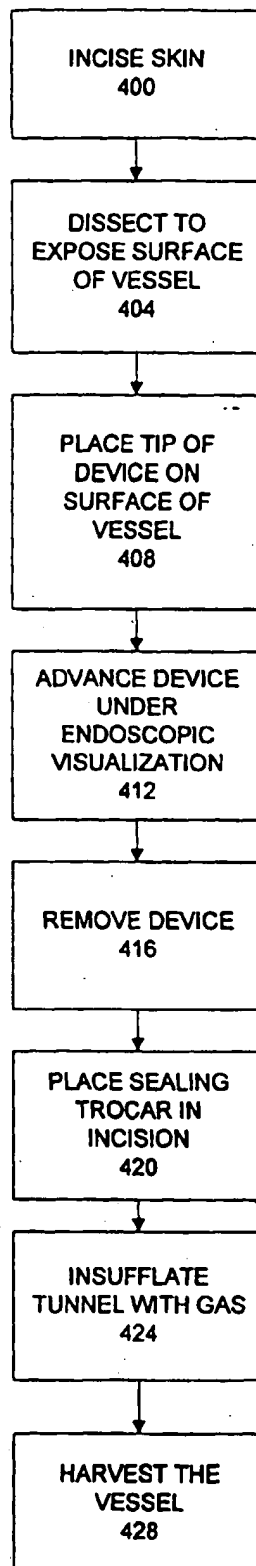 INCISE SKIN
400
DISSECT TO
EXPOSE SURFACE
OF VESSEL
404
PLACE TIP OF
DEVICE ON
SURFACE OF
VESSEL
408
ADVANCE DEVICE
UNDER
ENDOSCOPIC
VISUALIZATION
412
REMOVE DEVICE
416
PLACE SEALING
TROCAR IN
INCISION
420
INSUFFLATE
TUNNEL WITH GAS
424
HARVEST THE
VESSEL
428